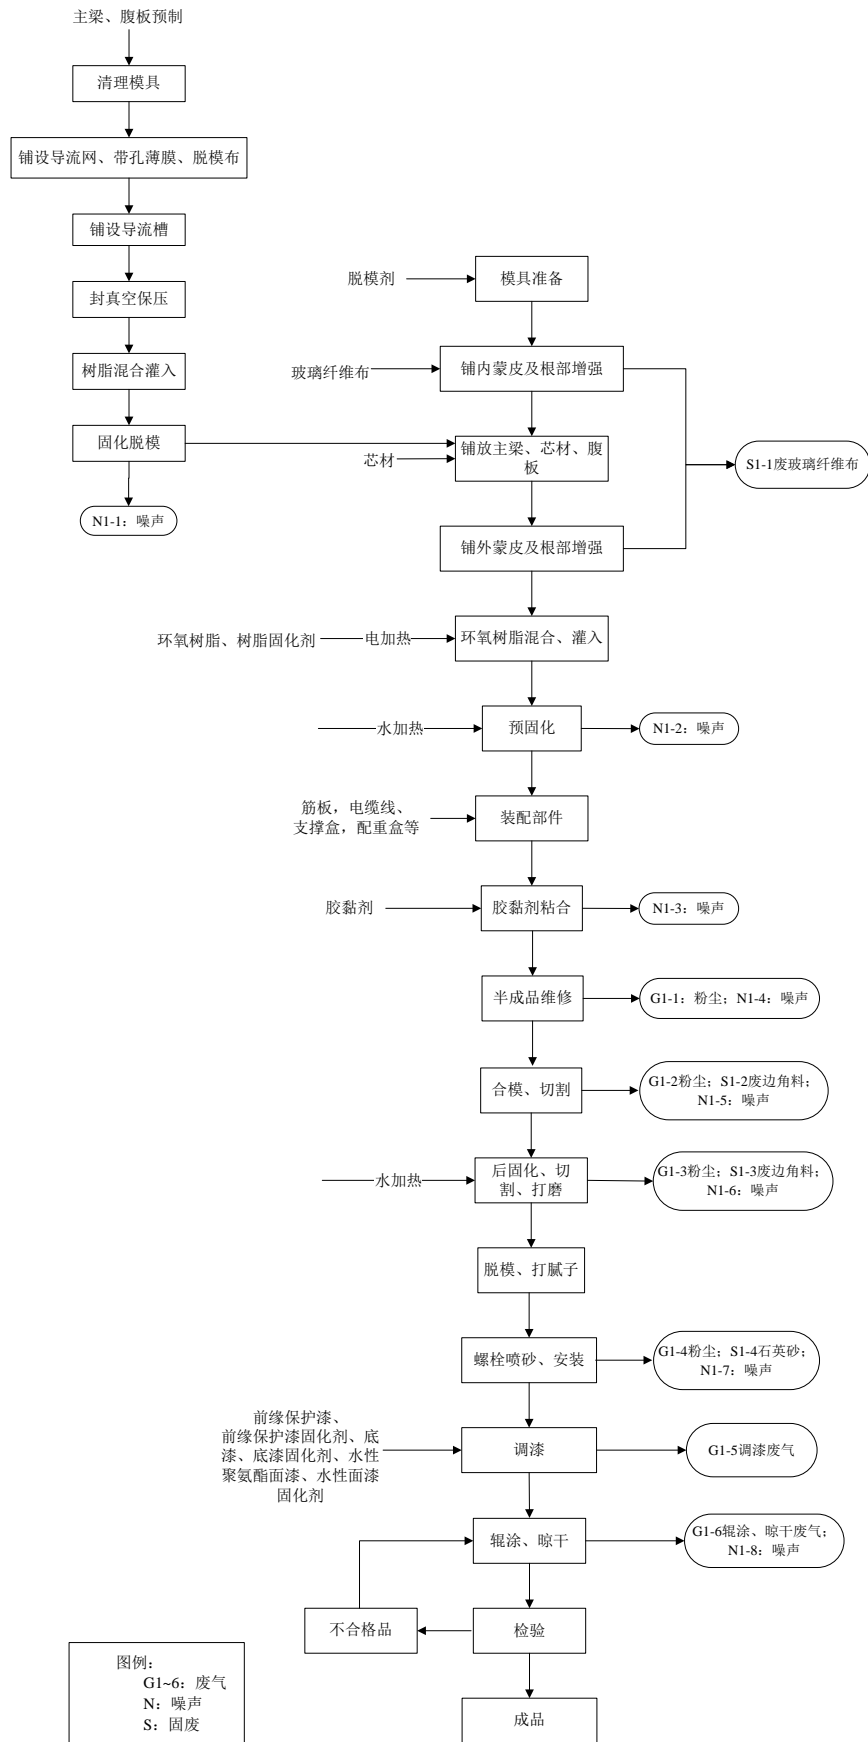 主梁、腹板预制
清理模具
铺设导流网、带孔薄膜、脱模布
铺设导流槽
封真空保压
树脂混合灌入
固化脱模
N1-1：噪声
脱模剂
模具准备
玻璃纤维布
铺内蒙皮及根部增强
芯材
铺放主梁、芯材、腹
板
S1-1废玻璃纤维布
铺外蒙皮及根部增强
环氧树脂、树脂固化剂
电加热
环氧树脂混合、灌入
水加热
预固化
N1-2：噪声
筋板，电缆线、
支撑盒，配重盒等
装配部件
胶黏剂
胶黏剂粘合
N1-3：噪声
半成品维修
G1-1：粉尘；N1-4：噪声
合模、切割
G1-2粉尘；S1-2废边角料；
N1-5：噪声
水加热
后固化、切
割、打磨
G1-3粉尘；S1-3废边角料；
N1-6：噪声
脱模、打腻子
螺栓喷砂、安装
G1-4粉尘；S1-4石英砂；
N1-7：噪声
前缘保护漆、
前缘保护漆固化剂、底
漆、底漆固化剂、水性
聚氨酯面漆、水性面漆
固化剂
调漆
G1-5调漆废气
辊涂、晾干
G1-6辊涂、晾干废气；
N1-8：噪声
不合格品
检验
成品
图例：
G1~6：废气
N：噪声
S：固废